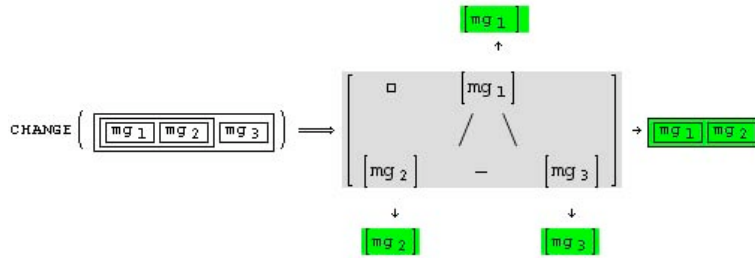 [mg 1]
↑
□ [mg 1]
CHANGE( mg 1 mg 2 mg 3 ) ⟹ / \ → mg 1 mg 2
[mg 2] – [mg 3]
↓ ↓
[mg 2] [mg 3]